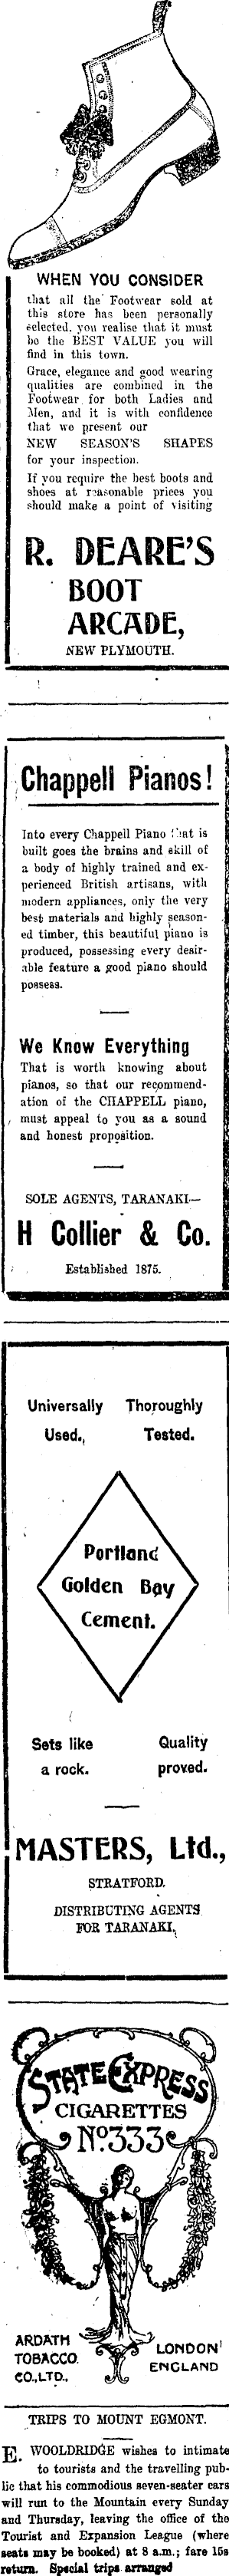 WHEN YOU CONSIDER
that all the Footwear sold at
this store has been personally
selected, you realise that it must
be the BEST VALUE you will
find in this town.
Grace, elegance and good wearing
qualities are combined in the
Footwear for both Ladies and
Men, and it is with confidence
that we present our
NEW SEASON'S SHAPES
for your inspection.
If you require the best boots and
shoes at reasonable prices you
should make a point of visiting
R. DEARE'S
BOOT
ARCADE,
NEW PLYMOUTH.
Chappell Pianos!
Into every Chappell Piano that is
built goes the brains and skill of
a body of highly trained and ex-
perienced British artisans, with
modern appliances, only the very
best materials and highly season-
ed timber, this beautiful piano is
produced, possessing every desir-
able feature a good piano should
possess.
We Know Everything
That is worth knowing about
pianos, so that our recommend-
ation of the CHAPPELL piano,
must appeal to you as a sound
and honest proposition.
SOLE AGENTS, TARANAKI—
H Collier & Co.
Established 1875.
Universally Thoroughly
Used., Tested.
Portland
Golden Bay
Cement.
Sets like Quality
a rock. proved.
MASTERS, Ltd.,
STRATFORD.
DISTRIBUTING AGENTS
FOR TARANAKI.
STATE EXPRESS
CIGARETTES
No. 333
ARDATH
TOBACCO.
CO., LTD.,
LONDON
ENGLAND
TRIPS TO MOUNT EGMONT.
E. WOOLDRIDGE wishes to intimate
to tourists and the travelling pub-
lic that his commodious seven-seater cars
will run to the Mountain every Sunday
and Thursday, leaving the office of the
Tourist and Expansion League (where
seats may be booked) at 8 a.m.; fare 15s
return. Special trips arranged